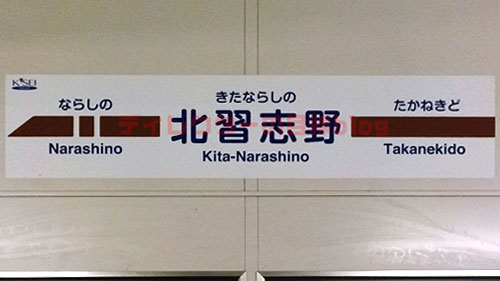 K'SEI
きたならしの
ならしの
たかねきど
北習志野
Narashino
Kita-Narashino
Takanekido